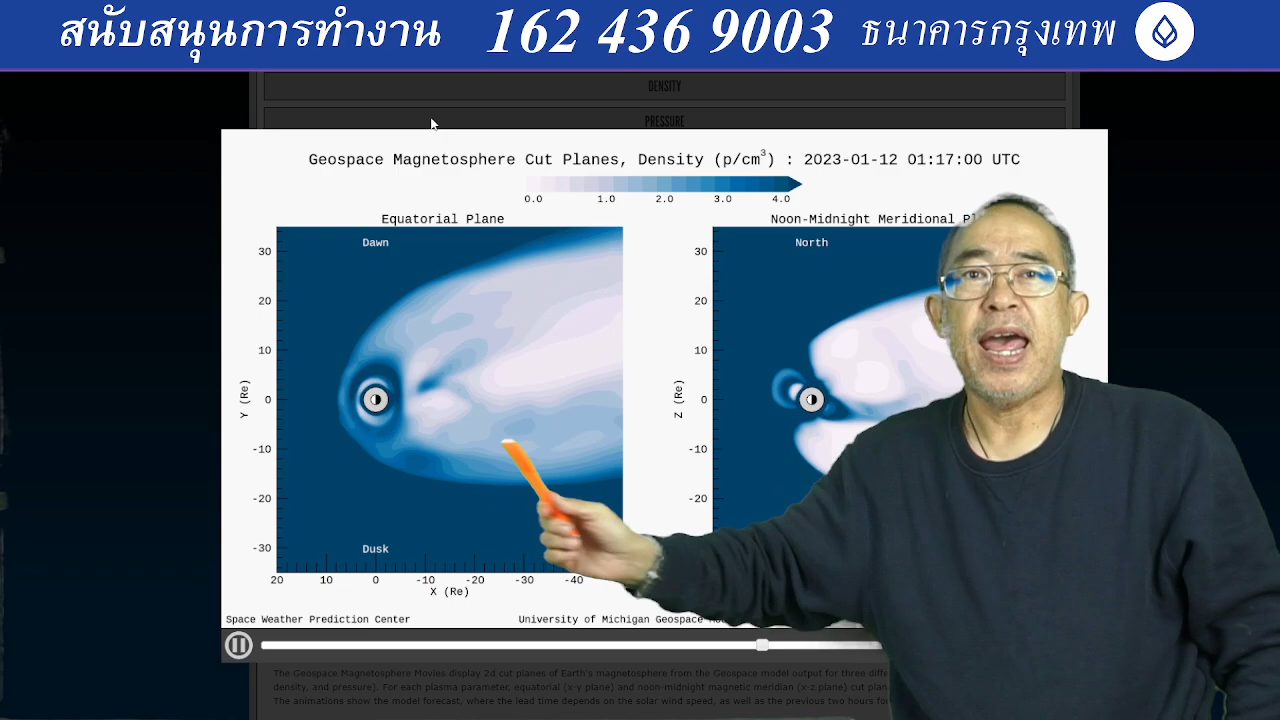 สนับสนุนการทำงาน 162 436 9003 ธนาคารกรุงเทพ
DENSITY
PRESSURE
Geospace Magnetosphere Cut Planes, Density (p/cm³) : 2023-01-12 01:17:00 UTC
0.0 1.0 2.0 3.0 4.0
Equatorial Plane
Dawn
30
20
10
0
-10
-20
-30
Y (Re)
Dusk
20 10 0 -10 -20 -30 -40
X (Re)
Noon-Midnight Meridional
North
30
20
10
0
-10
-20
Z (Re)
Space Weather Prediction Center
University of Michigan Geospace
The Geospace Magnetosphere Movies display 2d cut planes of Earth's magnetosphere from the Geospace model output for three
density, and pressure). For each plasma parameter, equatorial (x-y plane) and noon-midnight magnetic meridian (x-z plane) cut
The animations show the model forecast, where the lead time depends on the solar wind speed, as well as the previous two hours